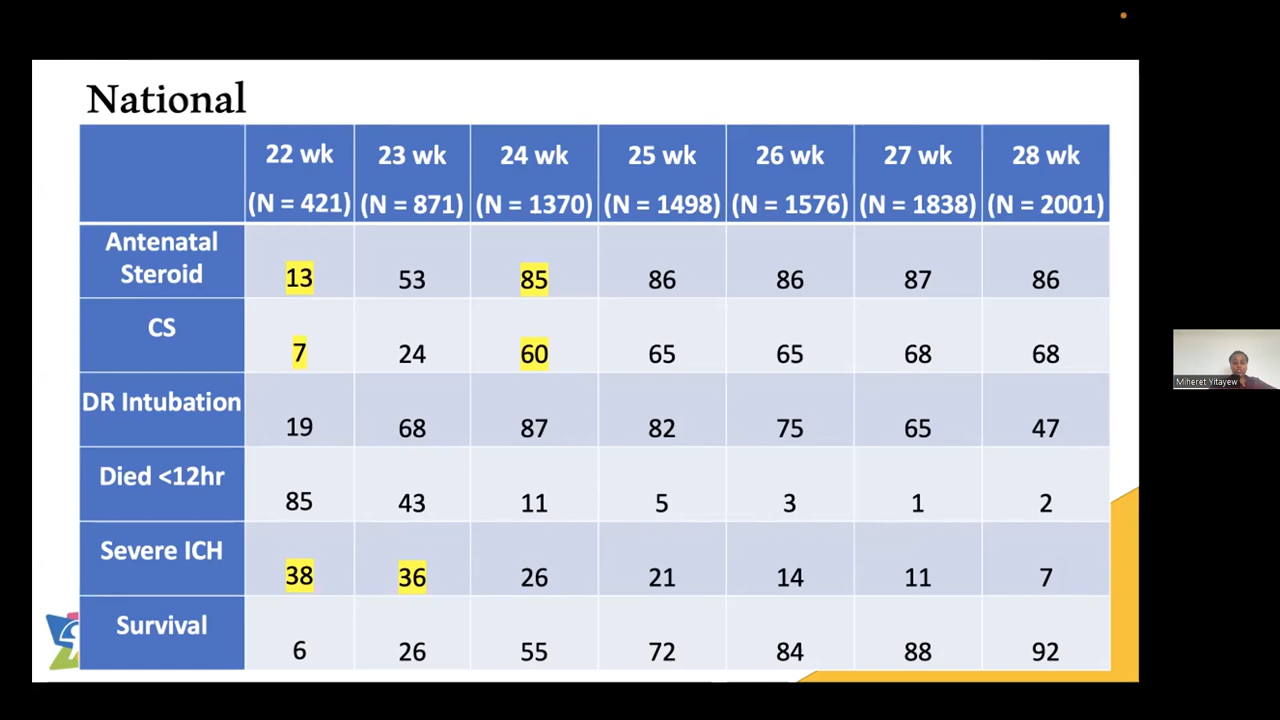 National
22 wk 23 wk 24 wk 25 wk 26 wk 27 wk 28 wk
(N = 421) (N = 871) (N = 1370) (N = 1498) (N = 1576) (N = 1838) (N = 2001)
Antenatal
Steroid 13 53 85 86 86 87 86
CS 7 24 60 65 65 68 68
DR Intubation 19 68 87 82 75 65 47
Died <12hr 85 43 11 5 3 1 2
Severe ICH 38 36 26 21 14 11 7
Survival 6 26 55 72 84 88 92
Miheret Yitayew